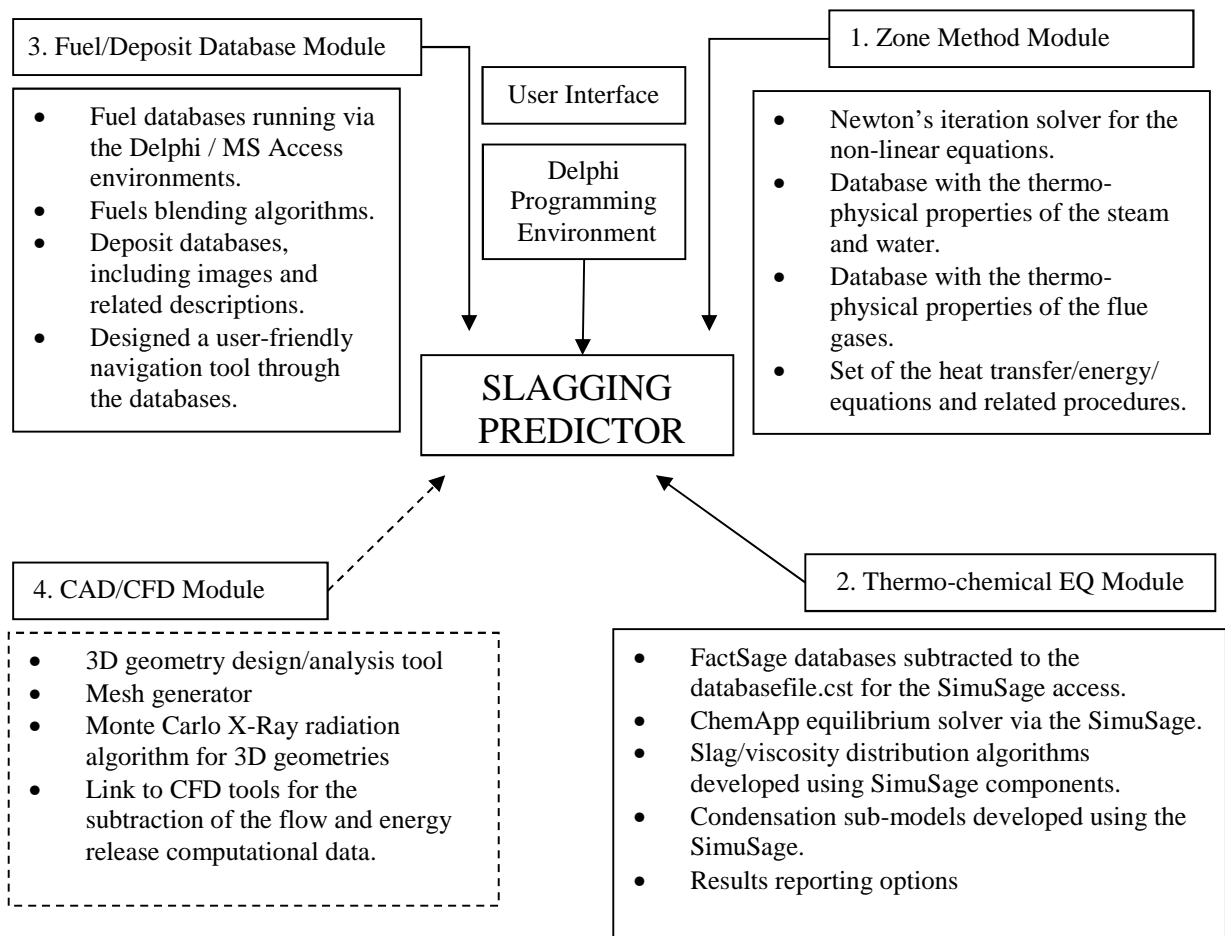 3. Fuel/Deposit Database Module
• Fuel databases running via
the Delphi / MS Access
environments.
• Fuels blending algorithms.
• Deposit databases,
including images and
related descriptions.
• Designed a user-friendly
navigation tool through
the databases.
User Interface
Delphi
Programming
Environment
1. Zone Method Module
• Newton’s iteration solver for the
non-linear equations.
• Database with the thermo-
physical properties of the steam
and water.
• Database with the thermo-
physical properties of the flue
gases.
• Set of the heat transfer/energy/
equations and related procedures.
SLAGGING
PREDICTOR
4. CAD/CFD Module
• 3D geometry design/analysis tool
• Mesh generator
• Monte Carlo X-Ray radiation
algorithm for 3D geometries
• Link to CFD tools for the
subtraction of the flow and energy
release computational data.
2. Thermo-chemical EQ Module
• FactSage databases subtracted to the
databasefile.cst for the SimuSage access.
• ChemApp equilibrium solver via the SimuSage.
• Slag/viscosity distribution algorithms
developed using SimuSage components.
• Condensation sub-models developed using the
SimuSage.
• Results reporting options